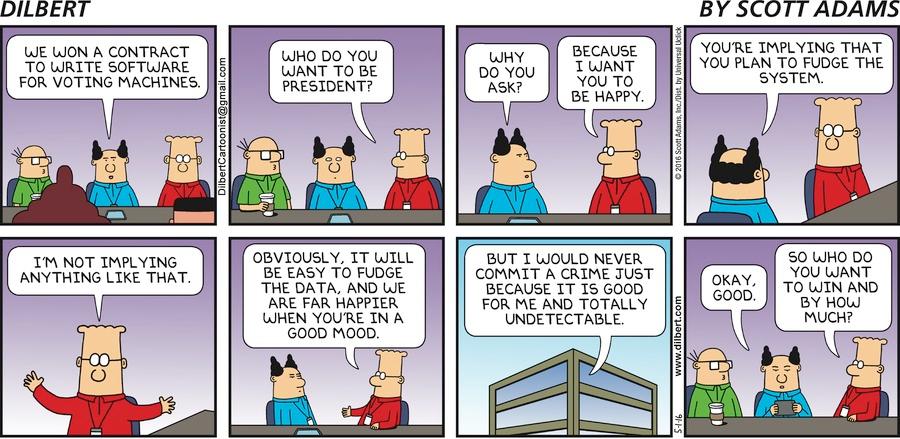 DILBERT
BY SCOTT ADAMS
WE WON A CONTRACT
TO WRITE SOFTWARE
FOR VOTING MACHINES.
DilbertCartoonist@gmail.com
WHO DO YOU
WANT TO BE
PRESIDENT?
WHY
DO YOU
ASK?
BECAUSE
I WANT
YOU TO
BE HAPPY.
© 2016 Scott Adams, Inc./Dist. by Universal Uclick
YOU'RE IMPLYING THAT
YOU PLAN TO FUDGE THE
SYSTEM.
I'M NOT IMPLYING
ANYTHING LIKE THAT.
OBVIOUSLY, IT WILL
BE EASY TO FUDGE
THE DATA, AND WE
ARE FAR HAPPIER
WHEN YOU'RE IN A
GOOD MOOD.
BUT I WOULD NEVER
COMMIT A CRIME JUST
BECAUSE IT IS GOOD
FOR ME AND TOTALLY
UNDETECTABLE.
5-1-16
www.dilbert.com
OKAY,
GOOD.
SO WHO DO
YOU WANT
TO WIN AND
BY HOW
MUCH?